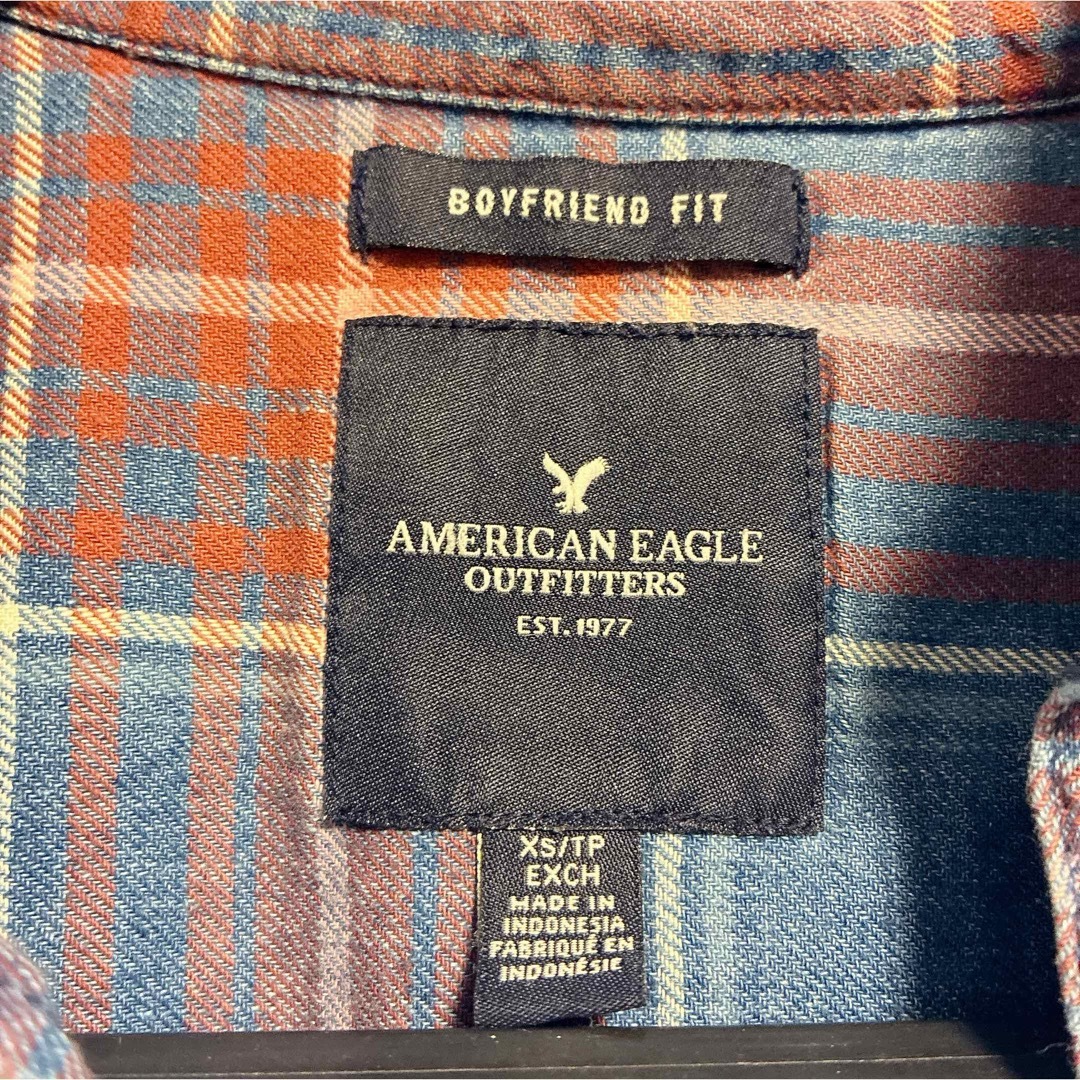 BOYFRIEND FIT
AMERICAN EAGLE
OUTFITTERS
EST. 1977
XS/TP
EXCH
MADE IN
INDONESIA
FABRIQUÉ EN
INDONÉSIE